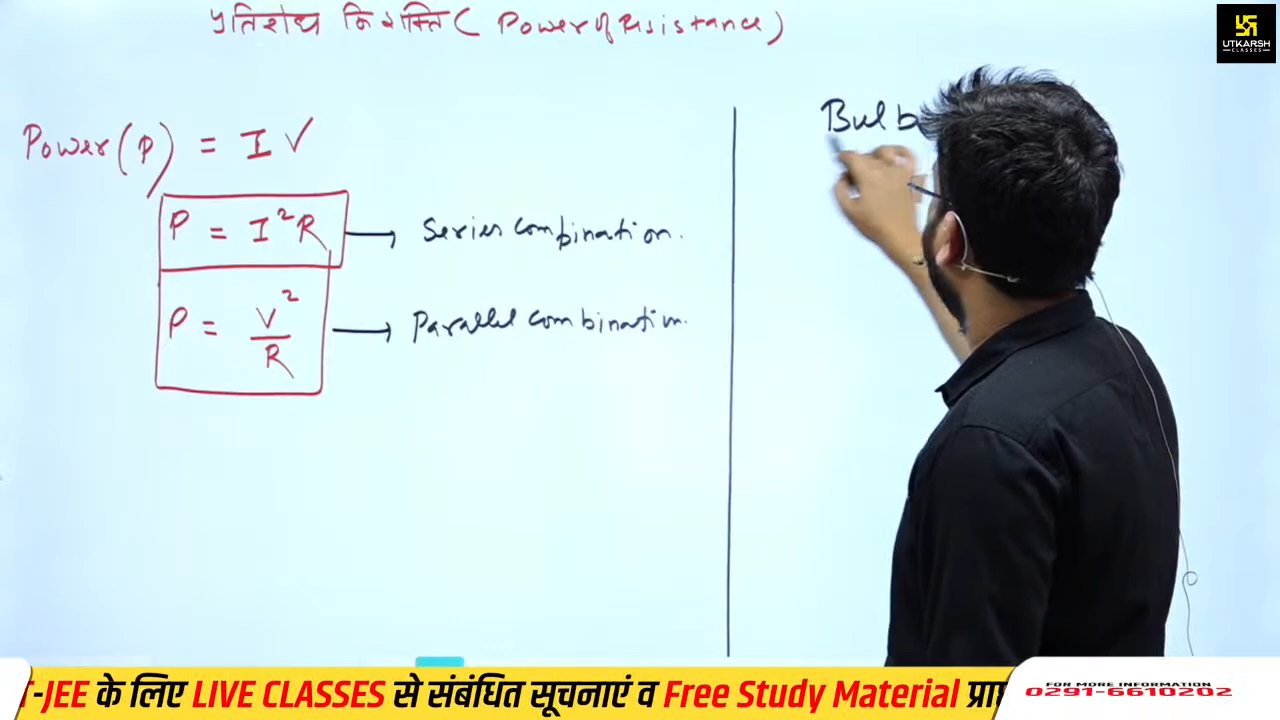 प्रतिरोध की शक्ति ( Power of Resistance )
UTKARSH
CLASSES
Power(P) = I V
Bulb
P = I²R → Series combination.
P = V²/R → Parallel combination.
T-JEE के लिए LIVE CLASSES से संबंधित सूचनाएं व Free Study Material
FOR MORE INFORMATION
0291-6610202